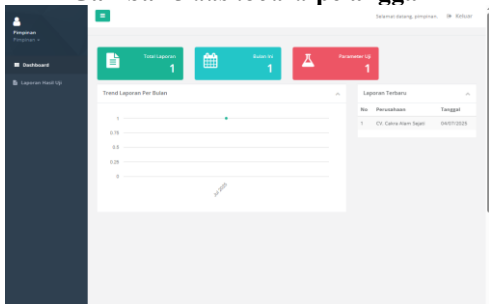 Selamat datang, pimpinan.
Keluar
Pimpinan
Pimpinan
Dashboard
Laporan Hasil Uji
Total Laporan
1
Bulan Ini
1
Parameter Uji
1
Trend Laporan Per Bulan
1
0.75
0.5
0.25
0
Jul 2025
Laporan Terbaru
No Perusahaan Tanggal
1 CV. Cakra Alam Sejati 04/07/2025